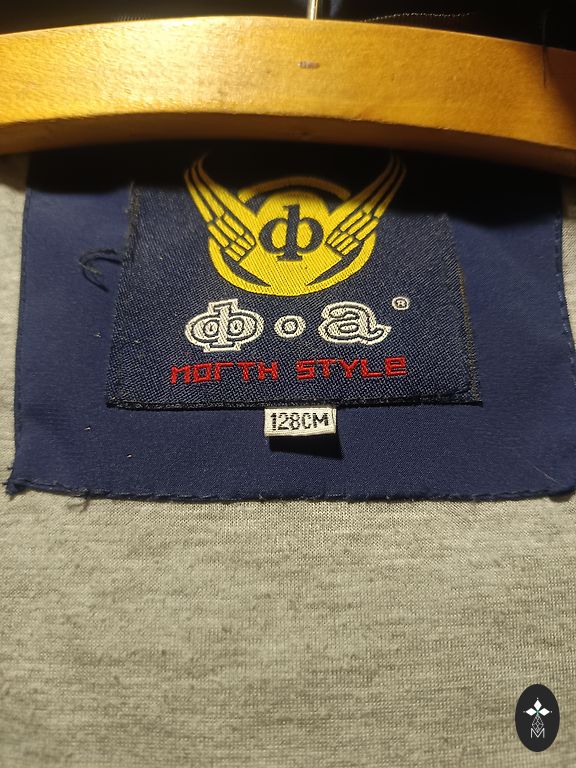 ф
ф o a ®
NORTH STYLE
128CM
M